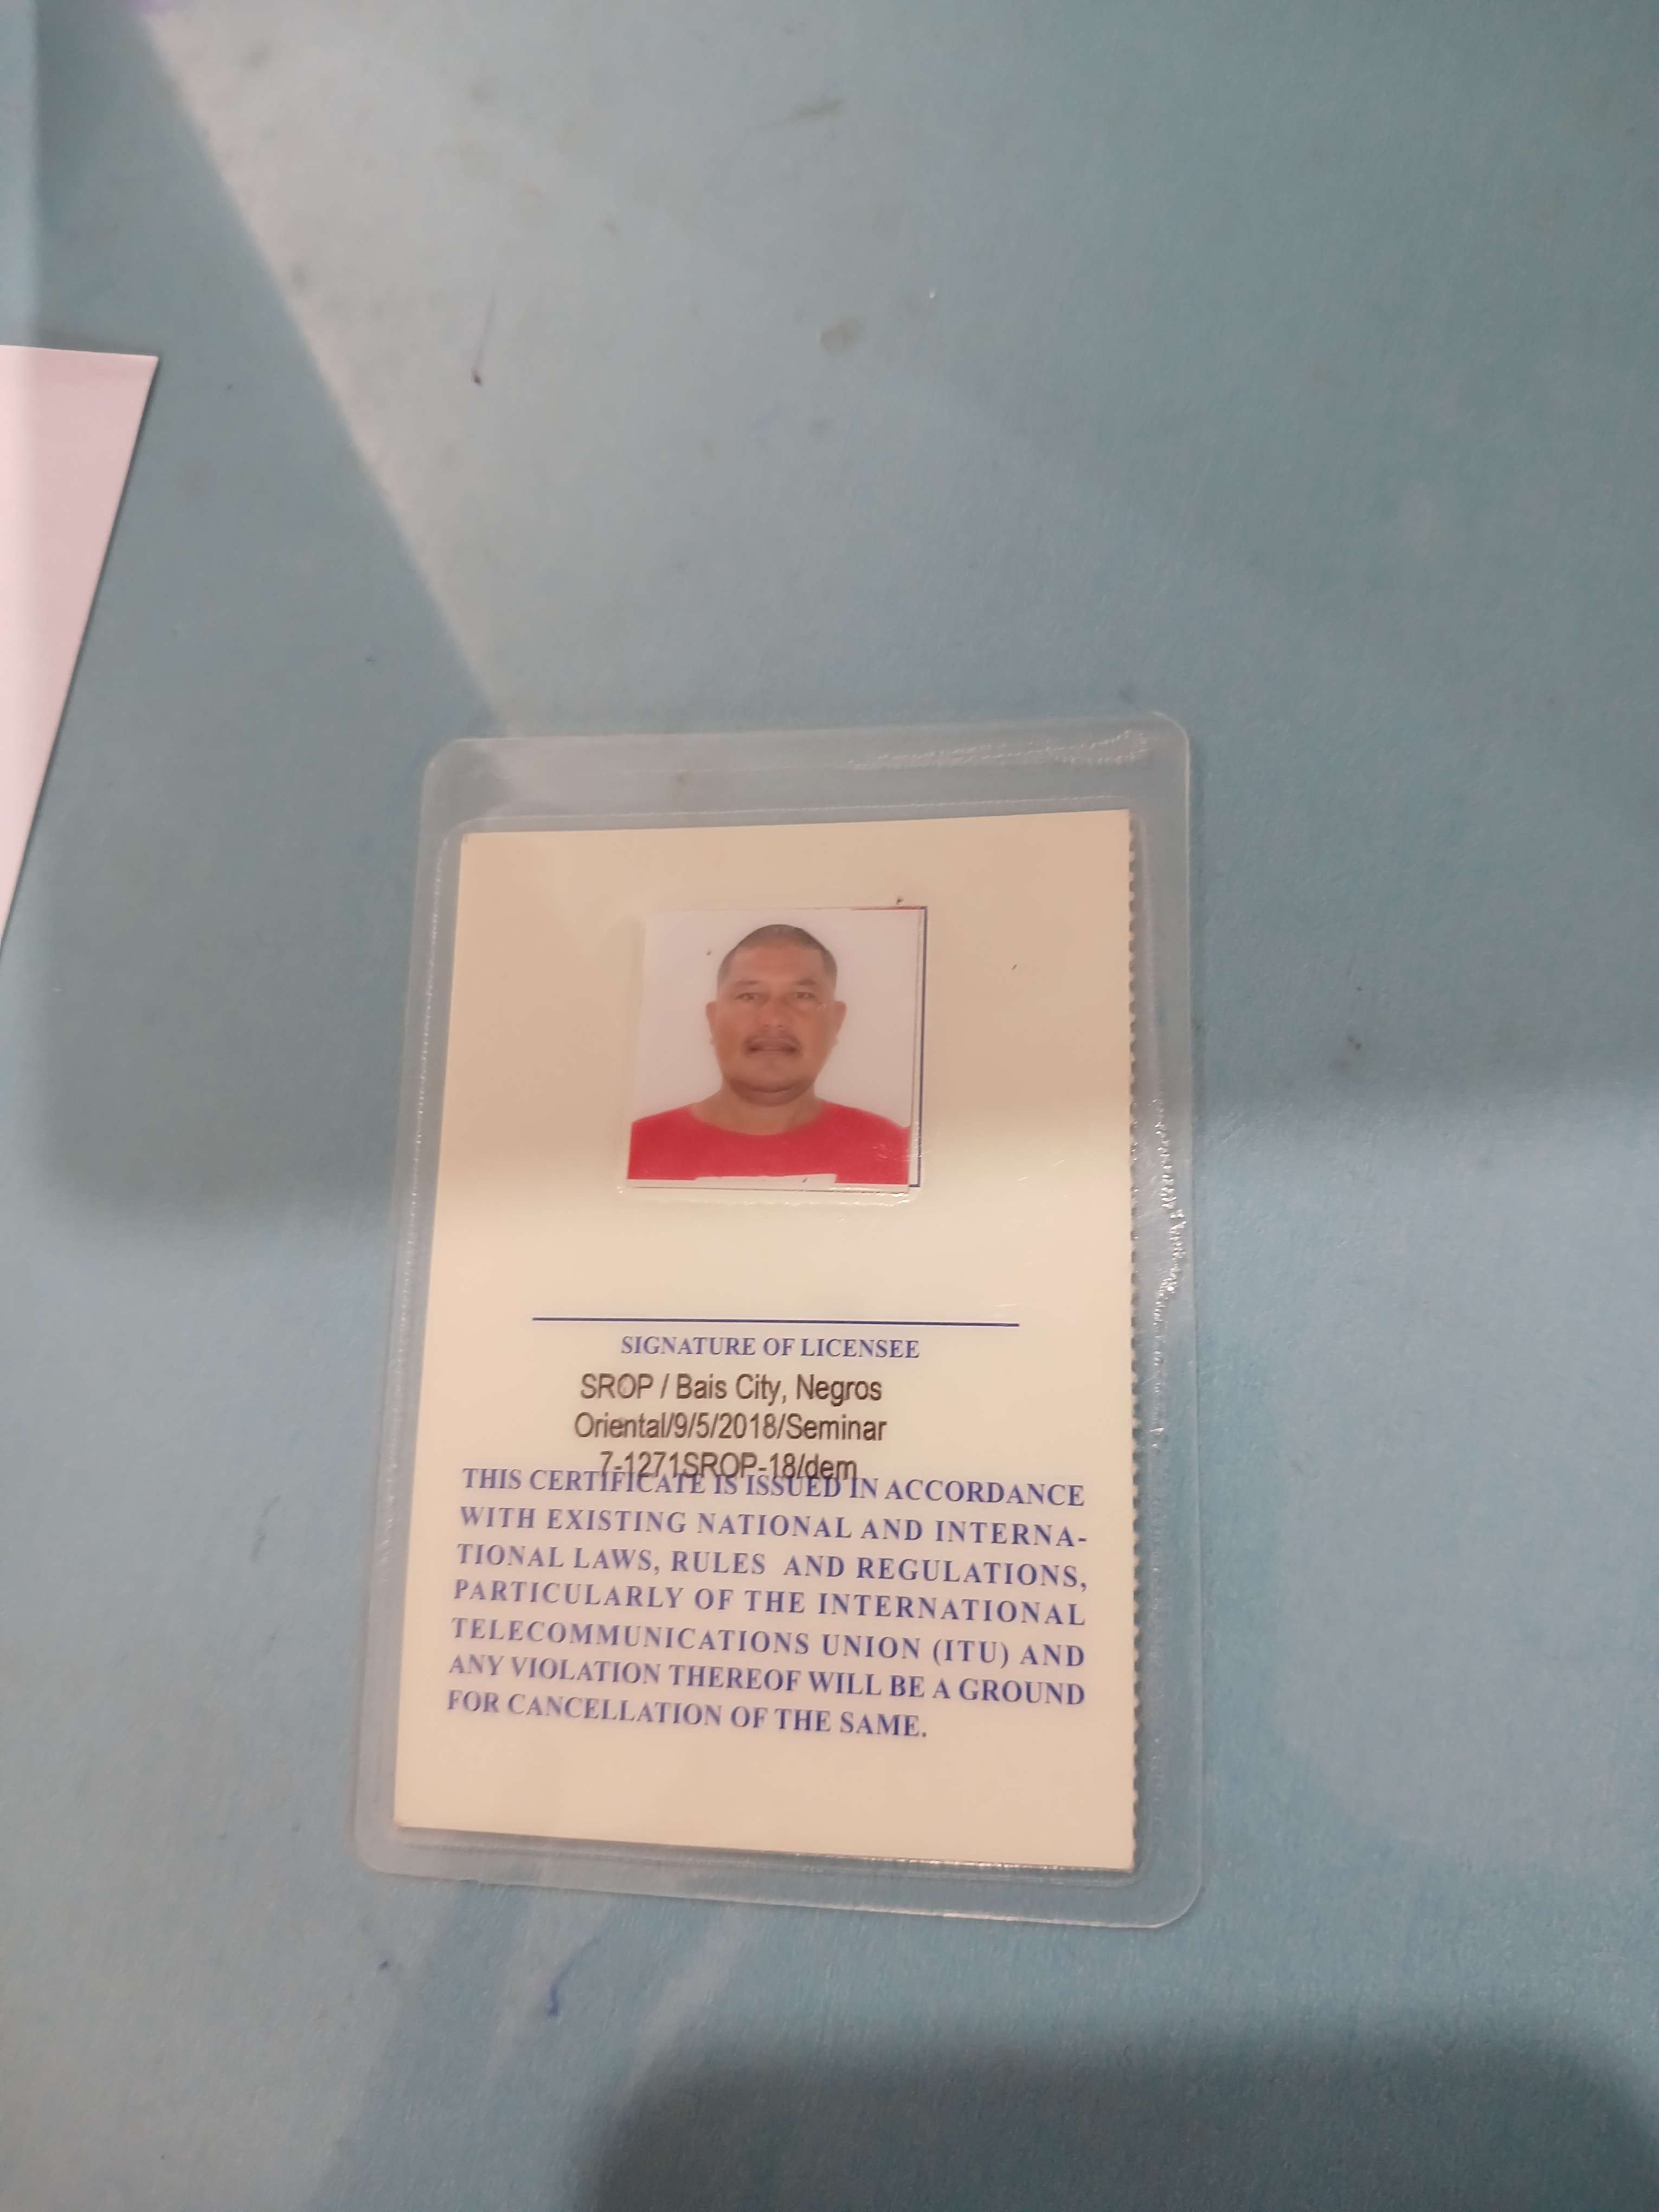 SIGNATURE OF LICENSEE
SROP / Bais City, Negros
Oriental/9/5/2018/Seminar
7-1271SROP-18/dem
THIS CERTIFICATE IS ISSUED IN ACCORDANCE
WITH EXISTING NATIONAL AND INTERNA-
TIONAL LAWS, RULES AND REGULATIONS,
PARTICULARLY OF THE INTERNATIONAL
TELECOMMUNICATIONS UNION (ITU) AND
ANY VIOLATION THEREOF WILL BE A GROUND
FOR CANCELLATION OF THE SAME.